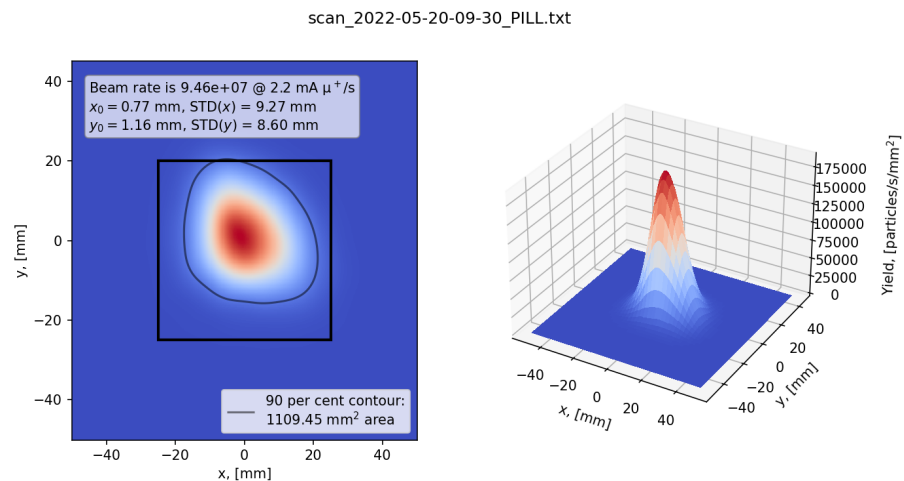 scan_2022-05-20-09-30_PILL.txt
Beam rate is 9.46e+07 @ 2.2 mA μ⁺/s
x₀ = 0.77 mm, STD(x) = 9.27 mm
y₀ = 1.16 mm, STD(y) = 8.60 mm
40
20
0
−20
−40
y, [mm]
90 per cent contour:
1109.45 mm² area
−40
−20
0
20
40
x, [mm]
175000
150000
125000
100000
75000
50000
25000
0
Yield, [particles/s/mm²]
40
20
0
−20
−40
y, [mm]
−40
−20
0
20
40
x, [mm]